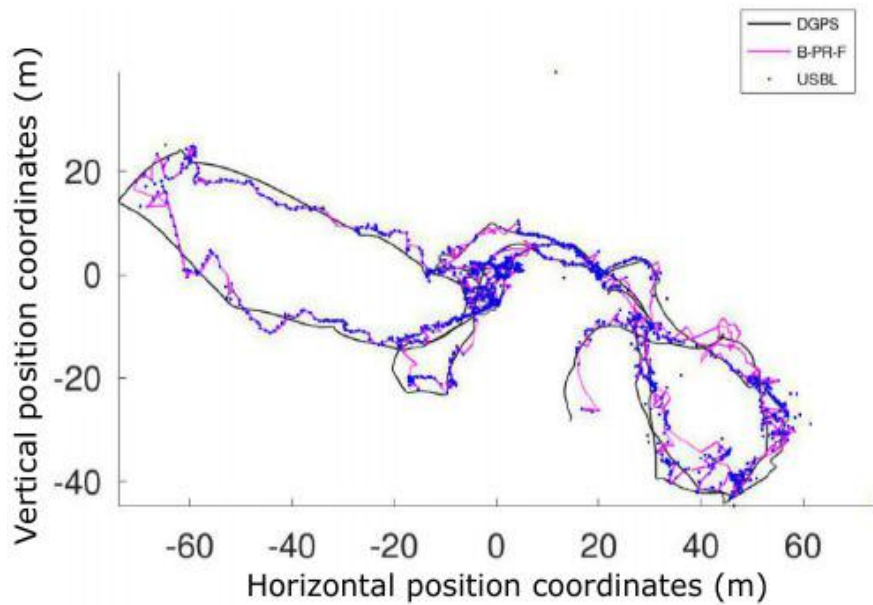 DGPS
B-PR-F
USBL
Vertical position coordinates (m)
20
0
-20
-40
-60
-40
-20
0
20
40
60
Horizontal position coordinates (m)